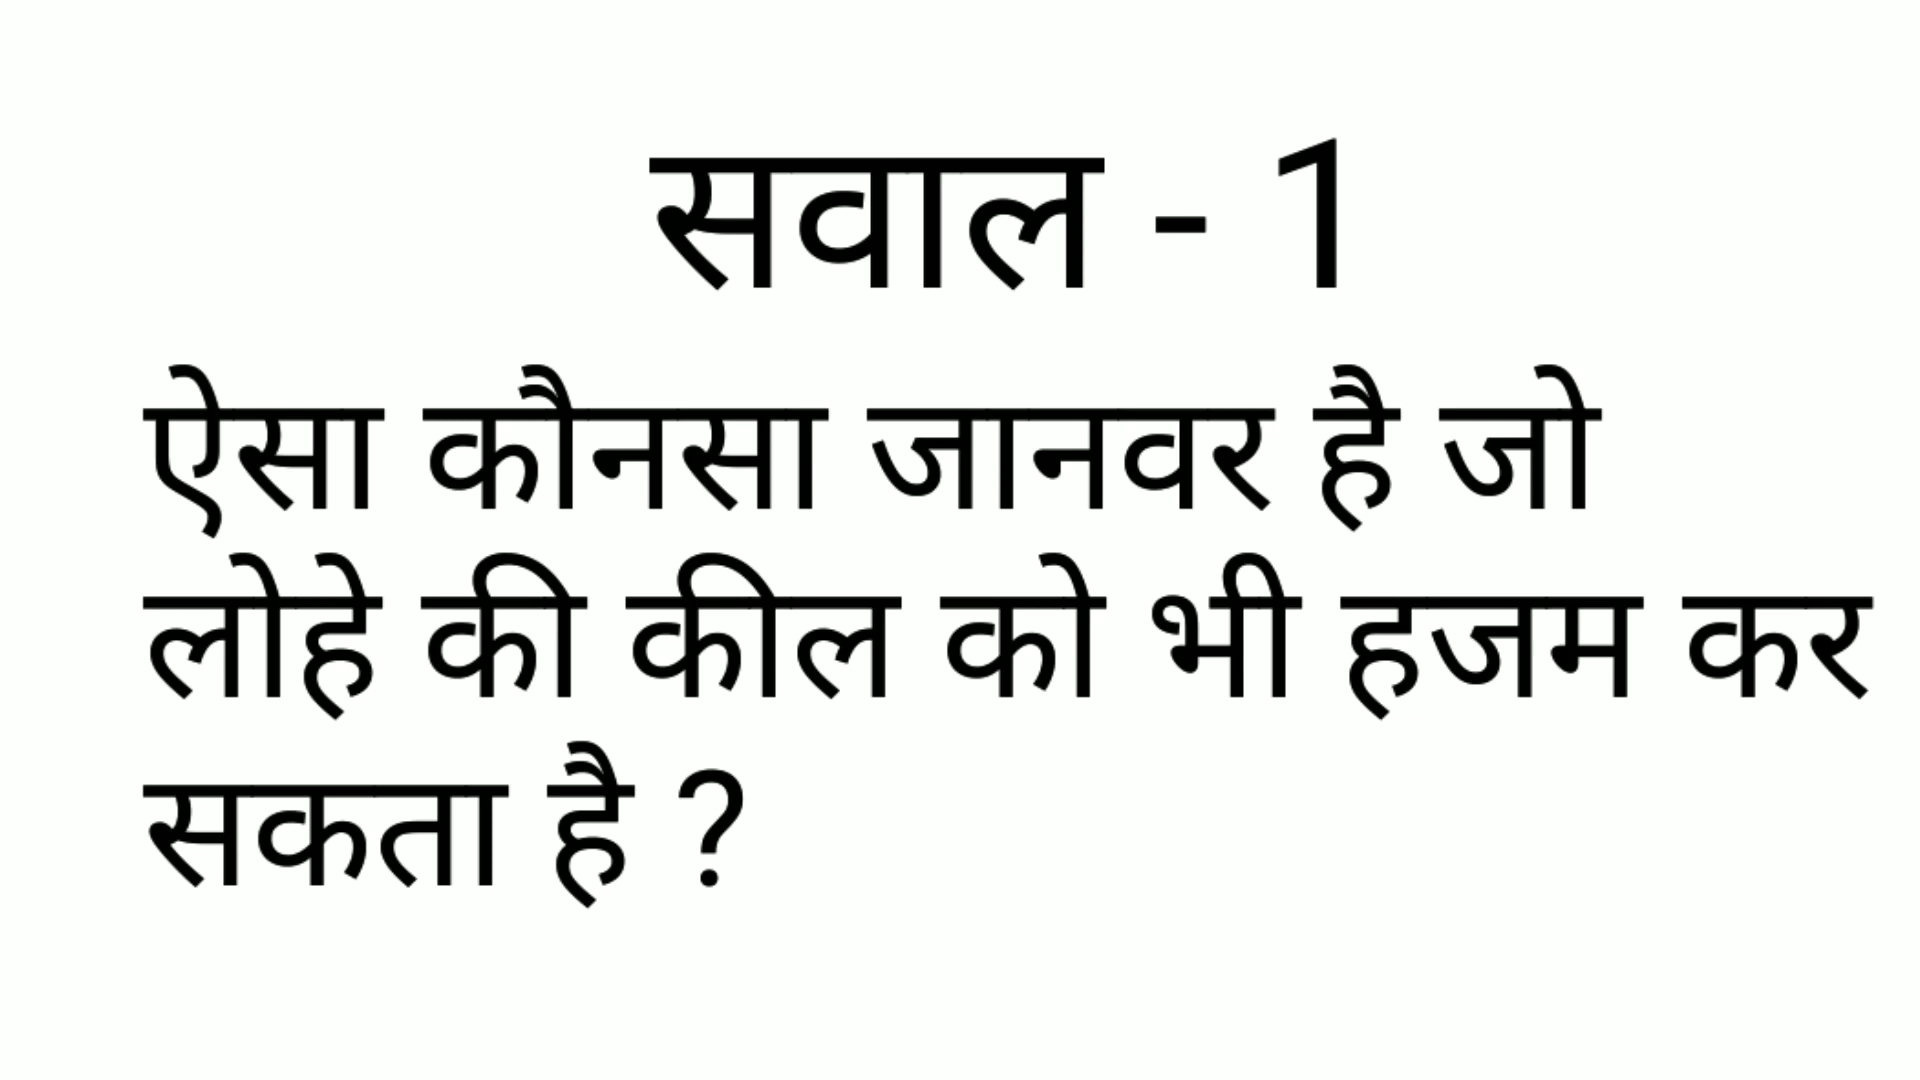 सवाल - 1
ऐसा कौनसा जानवर है जो
लोहे की कील को भी हजम कर
सकता है ?